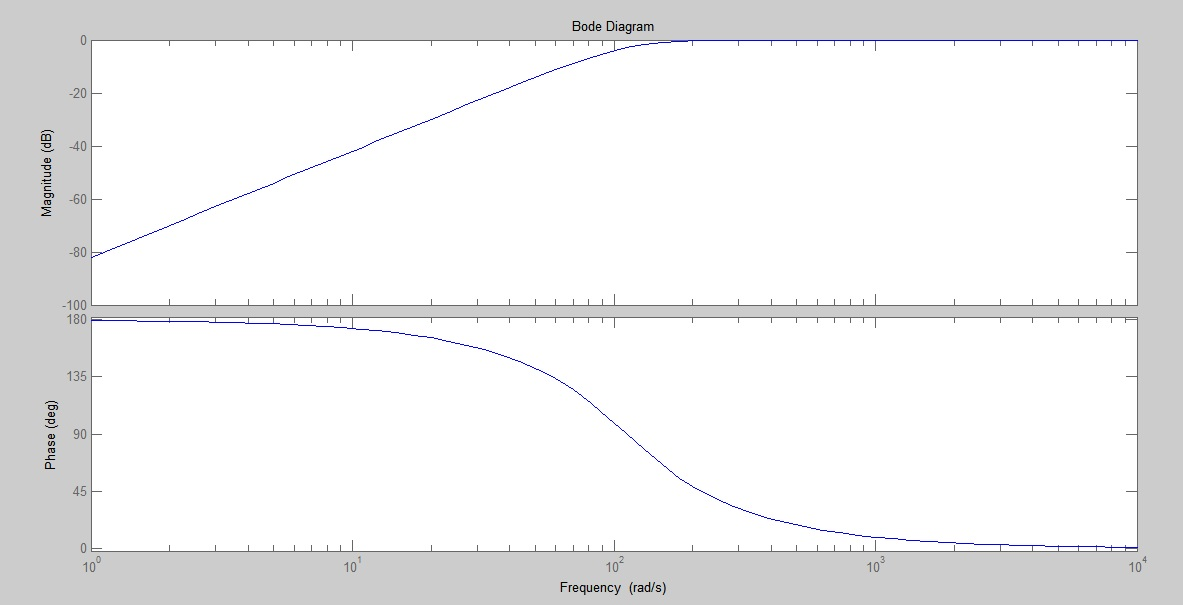 Bode Diagram
Magnitude (dB)
0
-20
-40
-60
-80
-100
Phase (deg)
180
135
90
45
0
10^0 10^1 10^2 10^3 10^4
Frequency (rad/s)